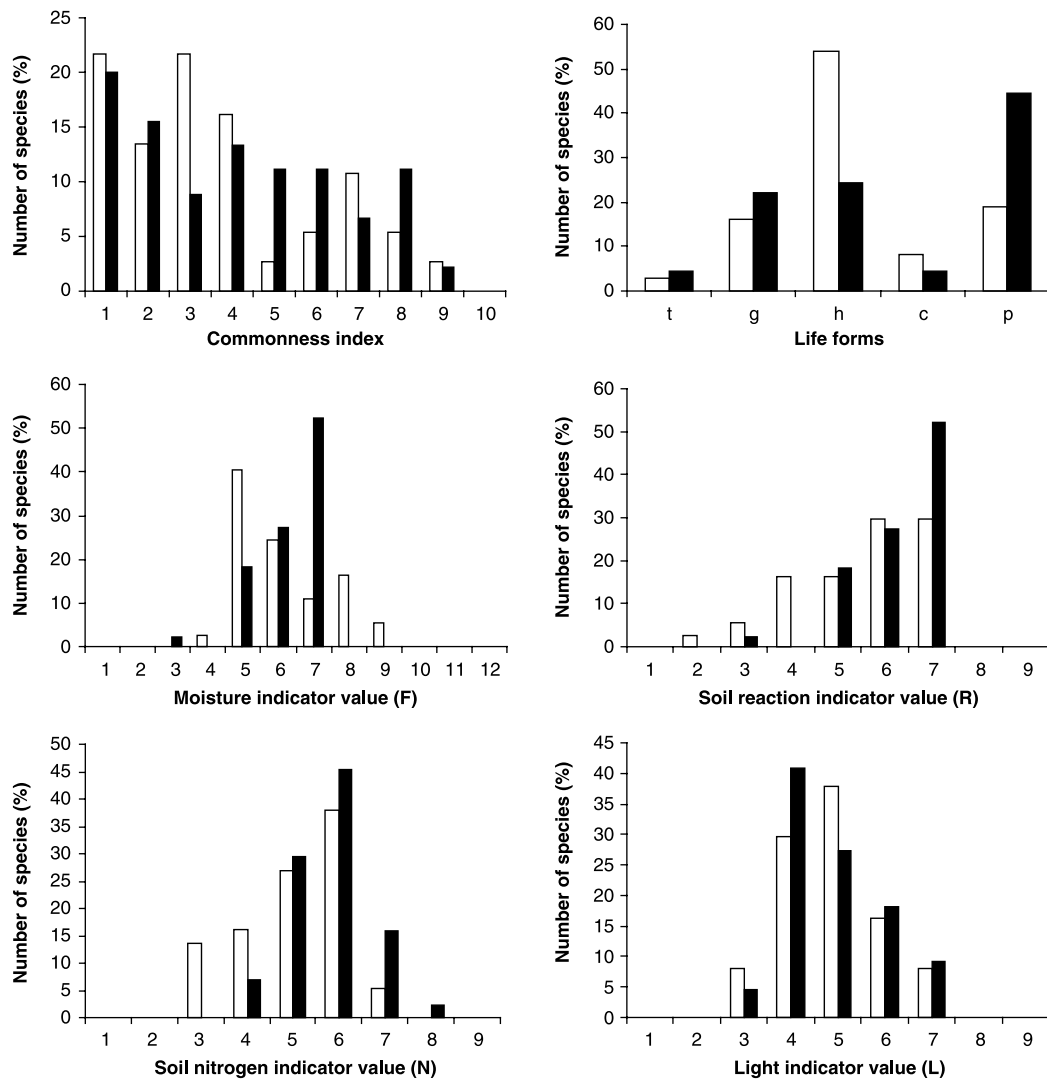 Number of species (%)
25
20
15
10
5
0
1 2 3 4 5 6 7 8 9 10
Commonness index
Number of species (%)
60
50
40
30
20
10
0
t g h c p
Life forms
Number of species (%)
60
50
40
30
20
10
0
1 2 3 4 5 6 7 8 9 10 11 12
Moisture indicator value (F)
Number of species (%)
60
50
40
30
20
10
0
1 2 3 4 5 6 7 8 9
Soil reaction indicator value (R)
Number of species (%)
50
45
40
35
30
25
20
15
10
5
0
1 2 3 4 5 6 7 8 9
Soil nitrogen indicator value (N)
Number of species (%)
45
40
35
30
25
20
15
10
5
0
1 2 3 4 5 6 7 8 9
Light indicator value (L)